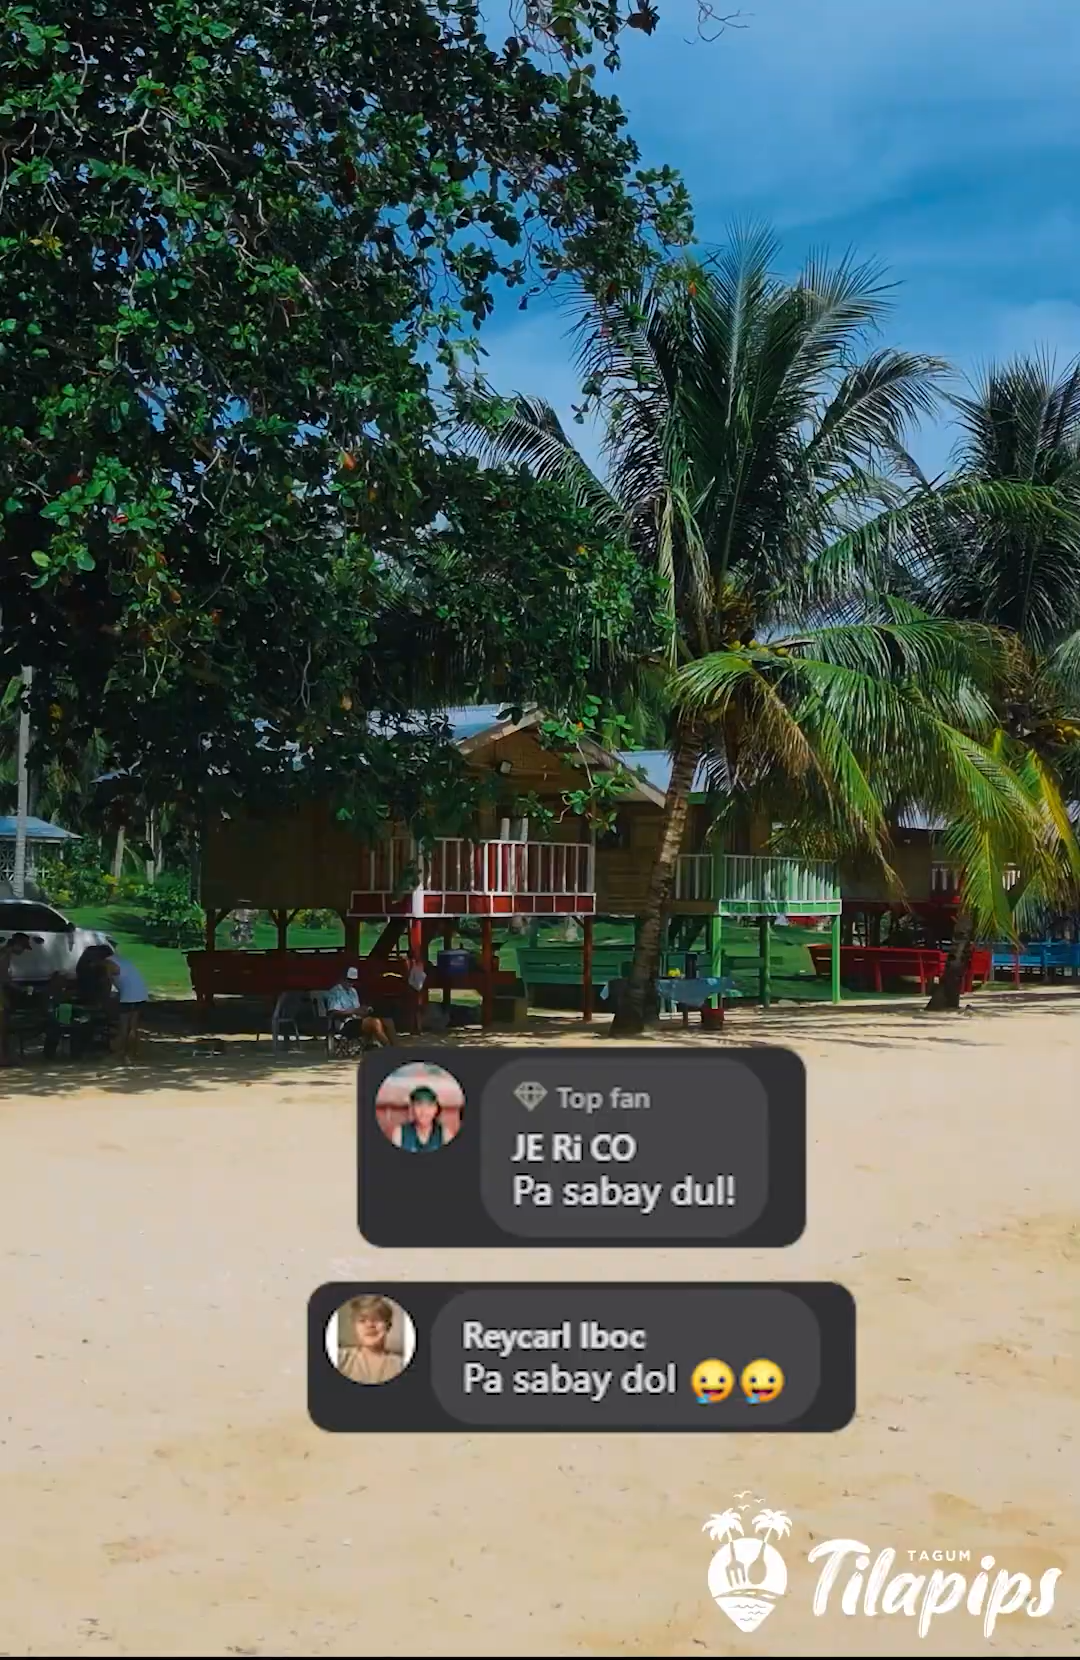 Top fan
JE Ri CO
Pa sabay dul!
Reycarl Iboc
Pa sabay dol 😜😜
TAGUM
Tilapips